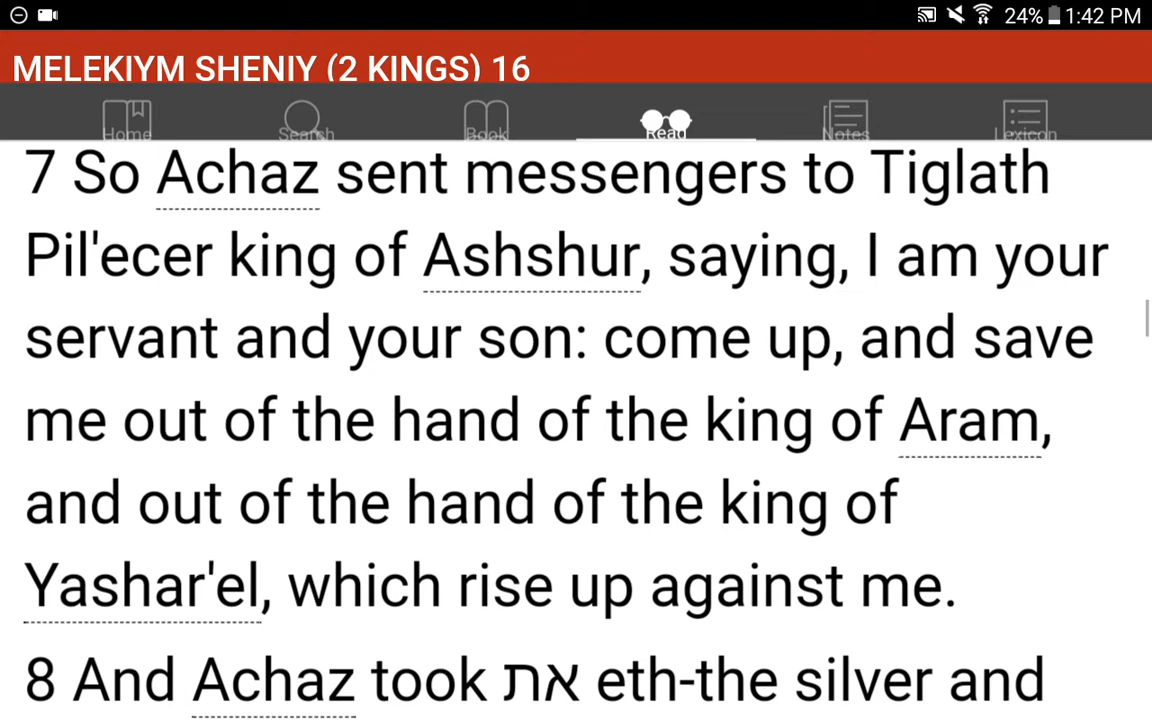 24% 1:42 PM
MELEKIYM SHENIY (2 KINGS) 16
Home Search Book Read Notes Lexicon
7 So Achaz sent messengers to Tiglath
Pil'ecer king of Ashshur, saying, I am your
servant and your son: come up, and save
me out of the hand of the king of Aram,
and out of the hand of the king of
Yashar'el, which rise up against me.
8 And Achaz took את eth-the silver and